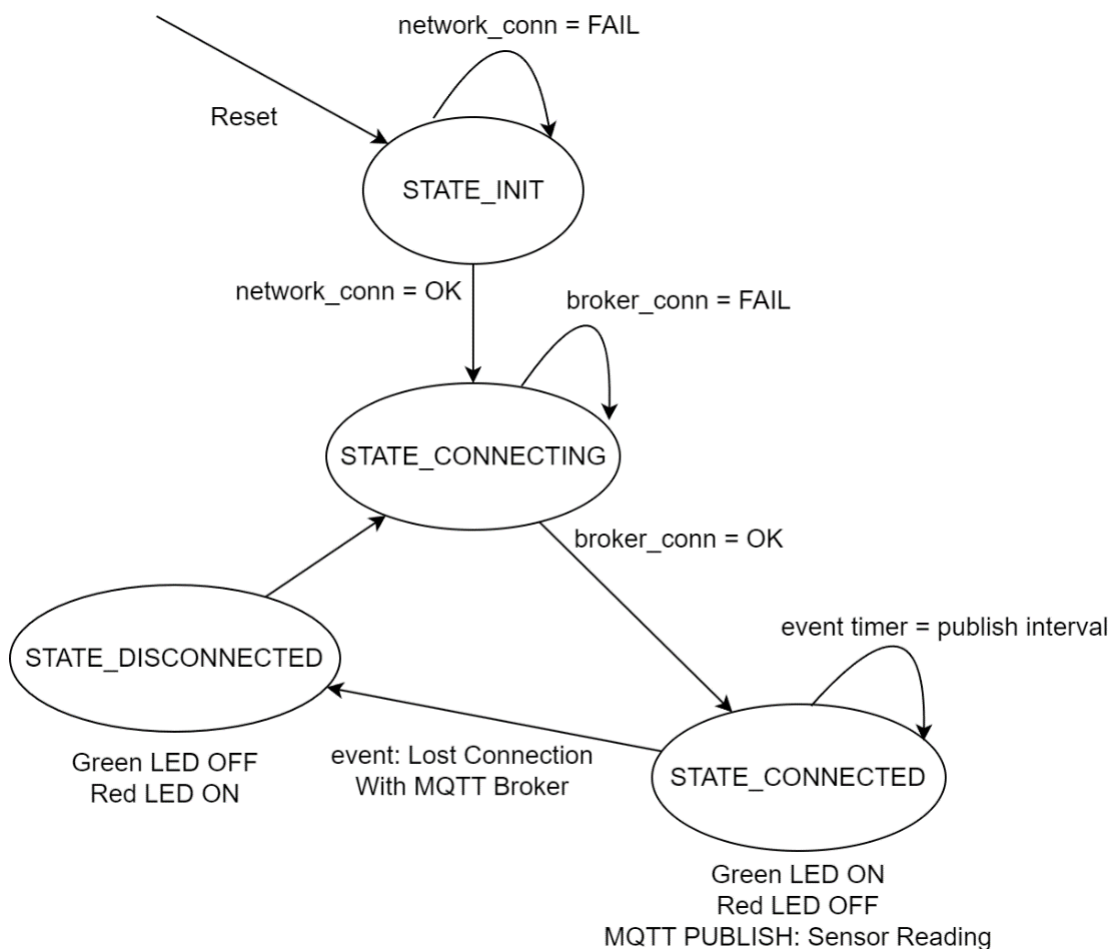 network_conn = FAIL
Reset
STATE_INIT
network_conn = OK
broker_conn = FAIL
STATE_CONNECTING
broker_conn = OK
event timer = publish interval
STATE_DISCONNECTED
Green LED OFF
Red LED ON
event: Lost Connection
With MQTT Broker
STATE_CONNECTED
Green LED ON
Red LED OFF
MQTT PUBLISH: Sensor Reading